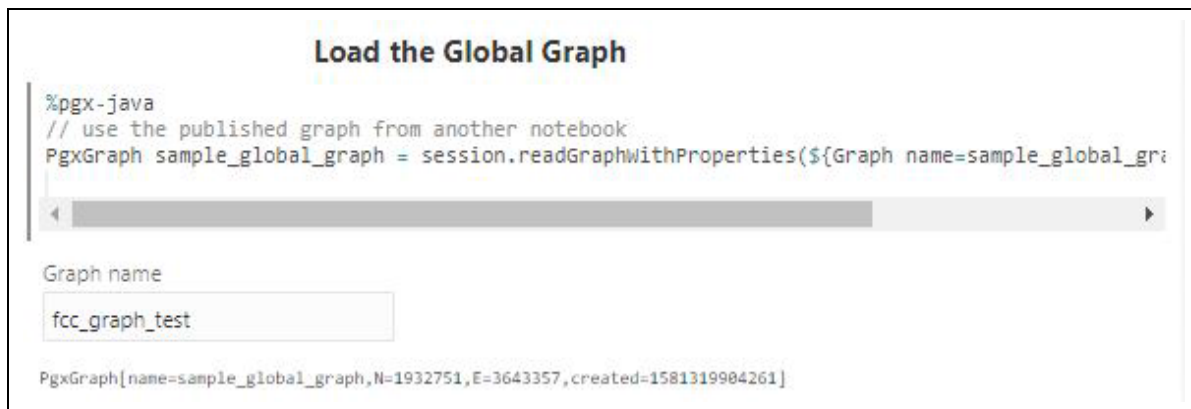 Load the Global Graph
%pgx-java
// use the published graph from another notebook
PgxGraph sample_global_graph = session.readGraphWithProperties(${Graph name=sample_global_gra
Graph name
fcc_graph_test
PgxGraph[name=sample_global_graph,N=1932751,E=3643357,created=1581319904261]